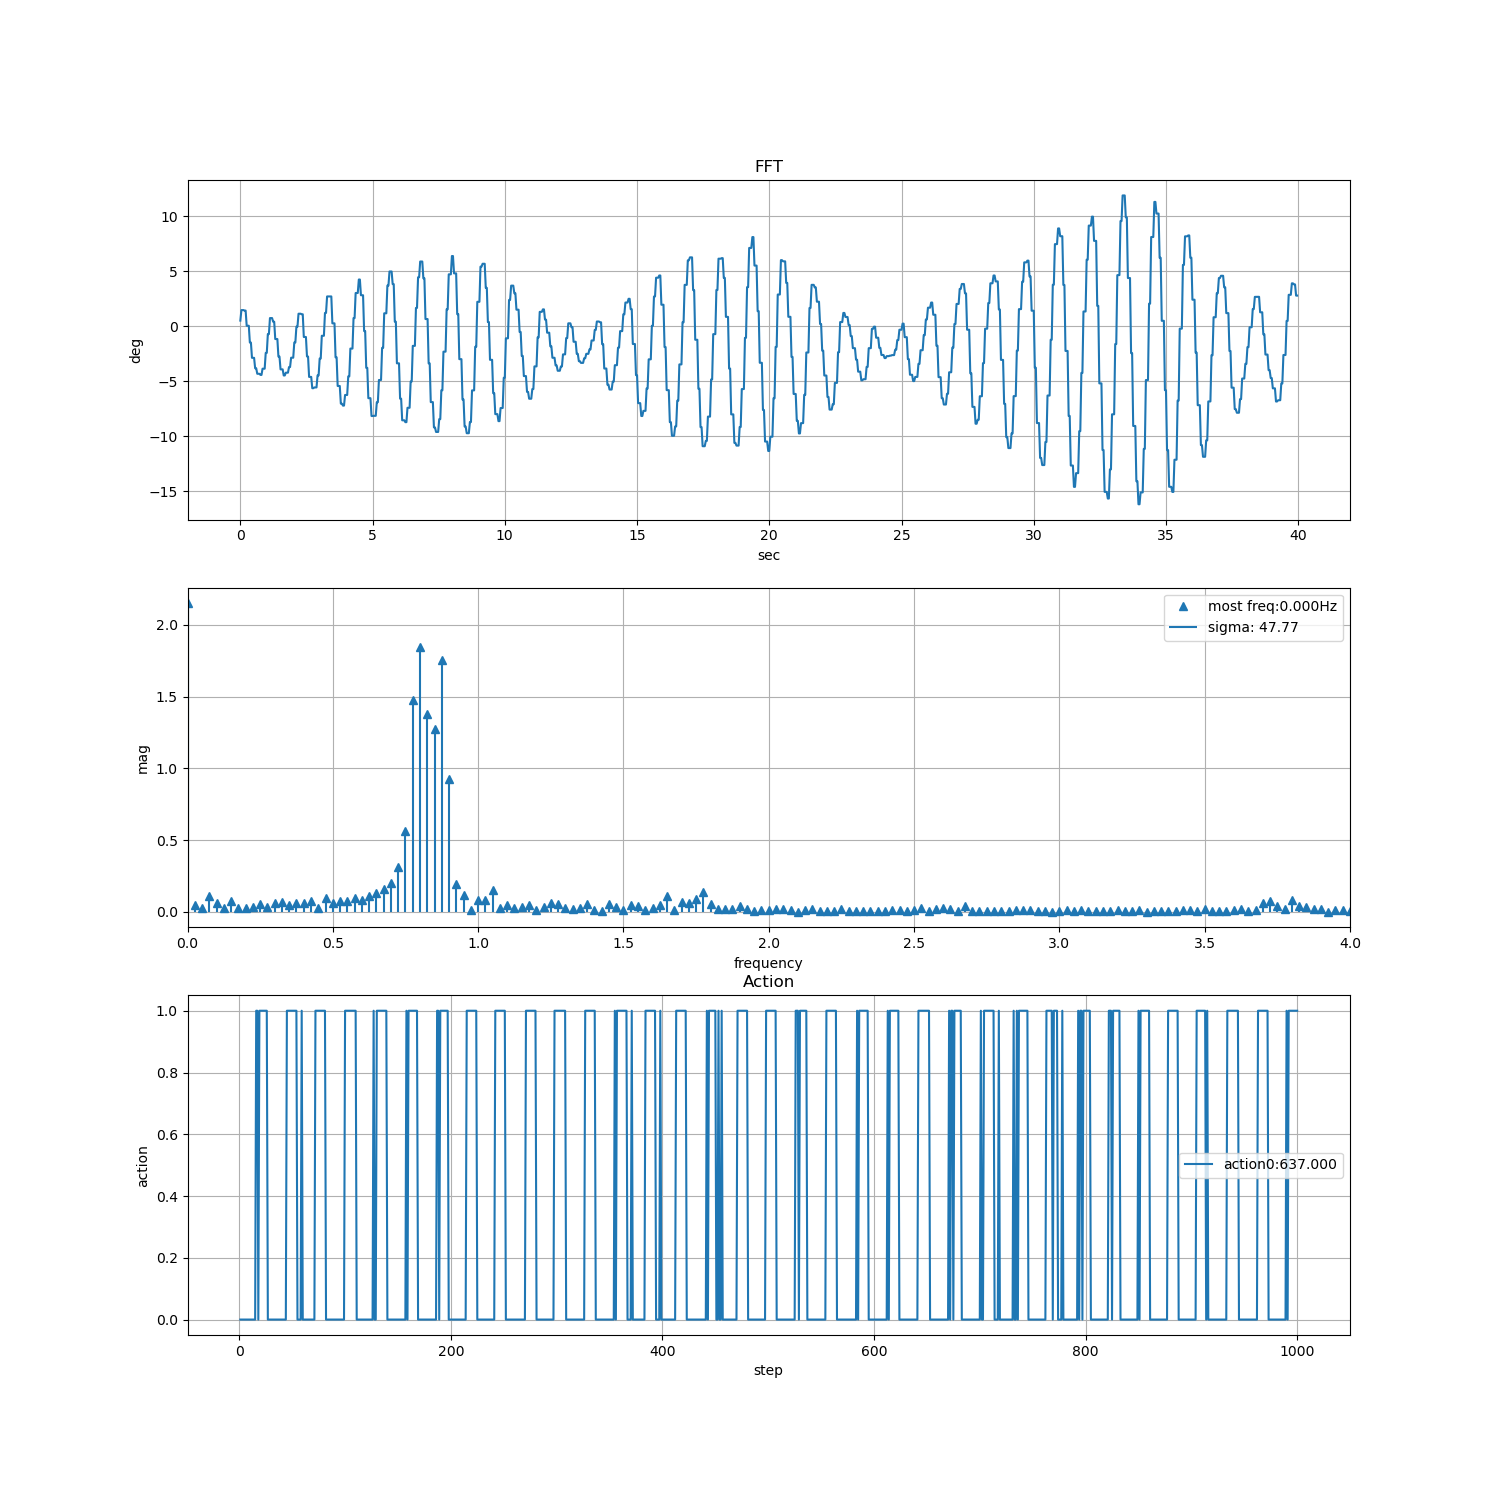 FFT
10
5
0
−5
−10
−15
deg
0 5 10 15 20 25 30 35 40
sec
most freq:0.000Hz
sigma: 47.77
2.0
1.5
1.0
0.5
0.0
mag
0.0 0.5 1.0 1.5 2.0 2.5 3.0 3.5 4.0
frequency
Action
1.0
0.8
0.6
0.4
0.2
0.0
action
action0:637.000
0 200 400 600 800 1000
step